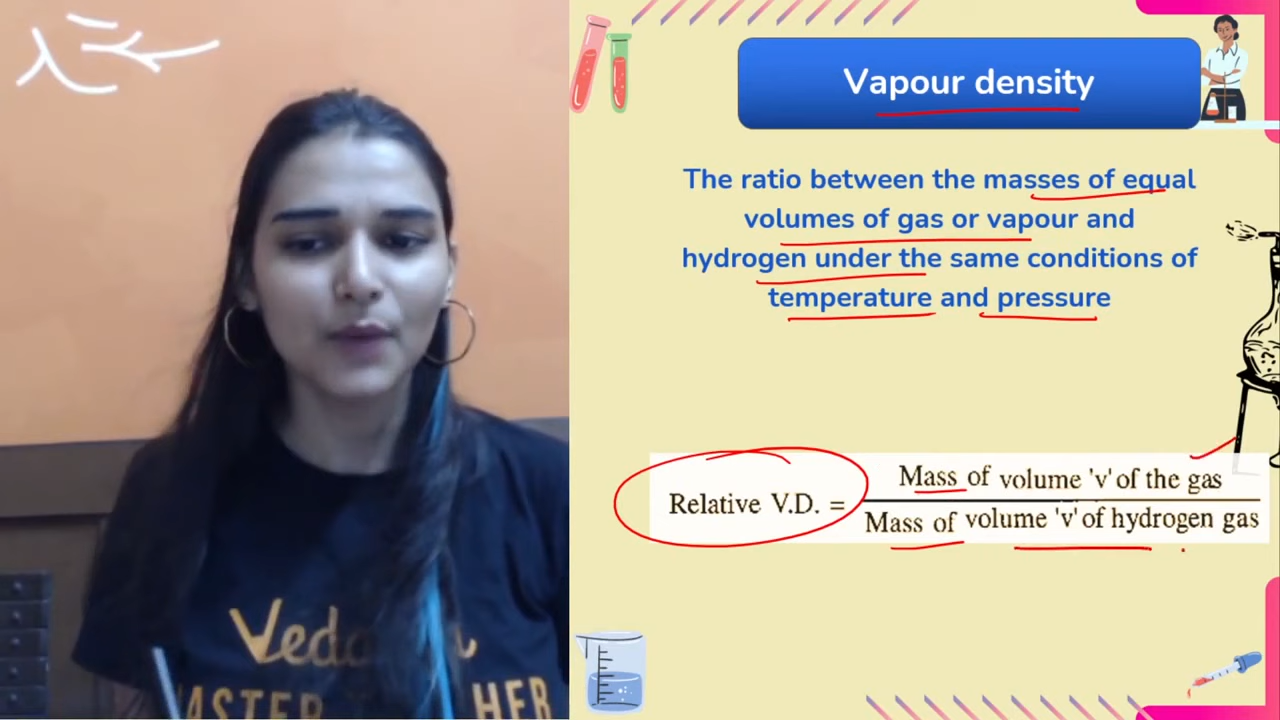 Vapour density
The ratio between the masses of equal
volumes of gas or vapour and
hydrogen under the same conditions of
temperature and pressure
Relative V.D. =
Mass of volume 'v' of the gas
Mass of volume 'v' of hydrogen gas